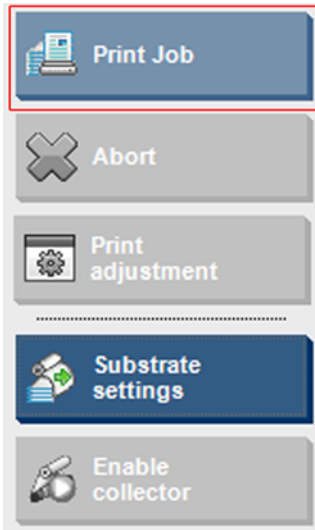 Print Job
Abort
Print
adjustment
Substrate
settings
Enable
collector